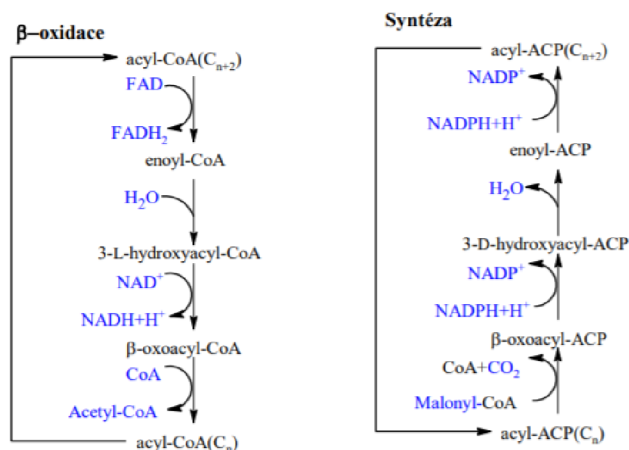 β–oxidace
acyl-CoA(Cₙ₊₂)
FAD
FADH₂
enoyl-CoA
H₂O
3-L-hydroxyacyl-CoA
NAD⁺
NADH+H⁺
β-oxoacyl-CoA
CoA
Acetyl-CoA
acyl-CoA(Cₙ)
Syntéza
acyl-ACP(Cₙ₊₂)
NADP⁺
NADPH+H⁺
enoyl-ACP
H₂O
3-D-hydroxyacyl-ACP
NADP⁺
NADPH+H⁺
β-oxoacyl-ACP
CoA+CO₂
Malonyl-CoA
acyl-ACP(Cₙ)